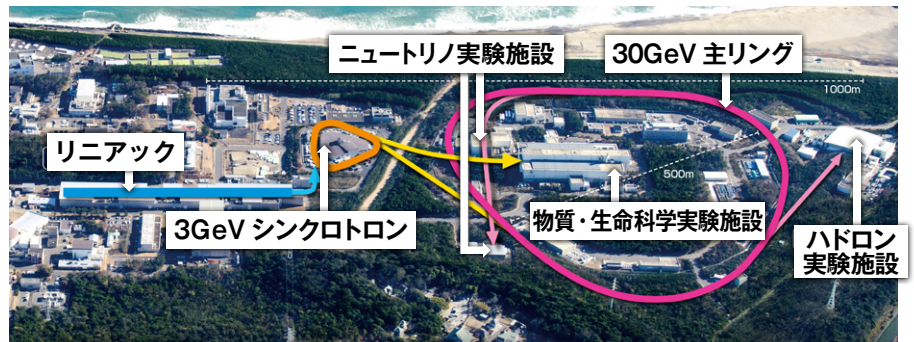 ニュートリノ実験施設
30GeV 主リング
1000m
リニアック
500m
3GeV シンクロトロン
物質・生命科学実験施設
ハドロン
実験施設